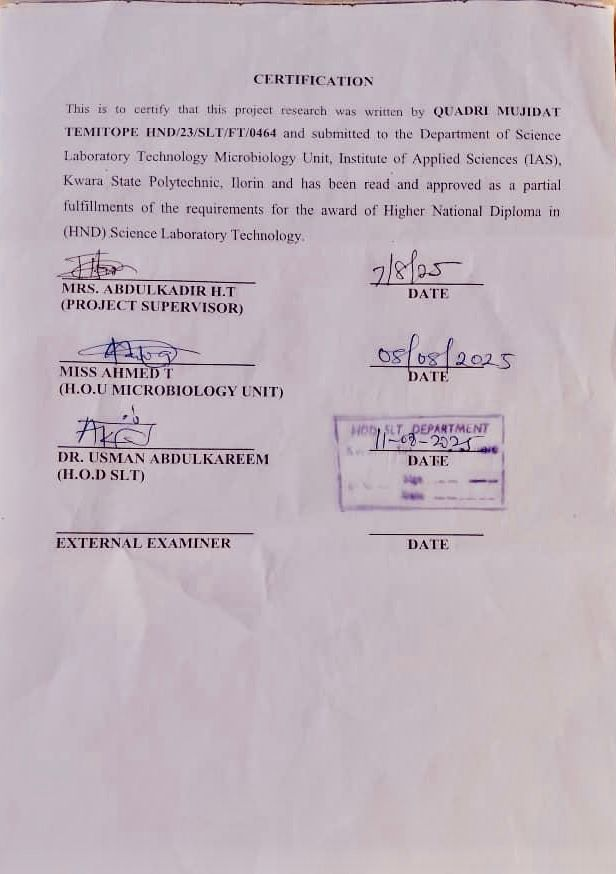 CERTIFICATION
This is to certify that this project research was written by QUADRI MUJIDAT
TEMITOPE HND/23/SLT/FT/0464 and submitted to the Department of Science
Laboratory Technology Microbiology Unit, Institute of Applied Sciences (IAS),
Kwara State Polytechnic, Ilorin and has been read and approved as a partial
fulfillments of the requirements for the award of Higher National Diploma in
(HND) Science Laboratory Technology.
7/8/25
MRS. ABDULKADIR H.T DATE
(PROJECT SUPERVISOR)
08/08/2025
MISS AHMED T DATE
(H.O.U MICROBIOLOGY UNIT)
HOD SLT DEPARTMENT
11-08-2025
DR. USMAN ABDULKAREEM DATE
(H.O.D SLT)
EXTERNAL EXAMINER DATE